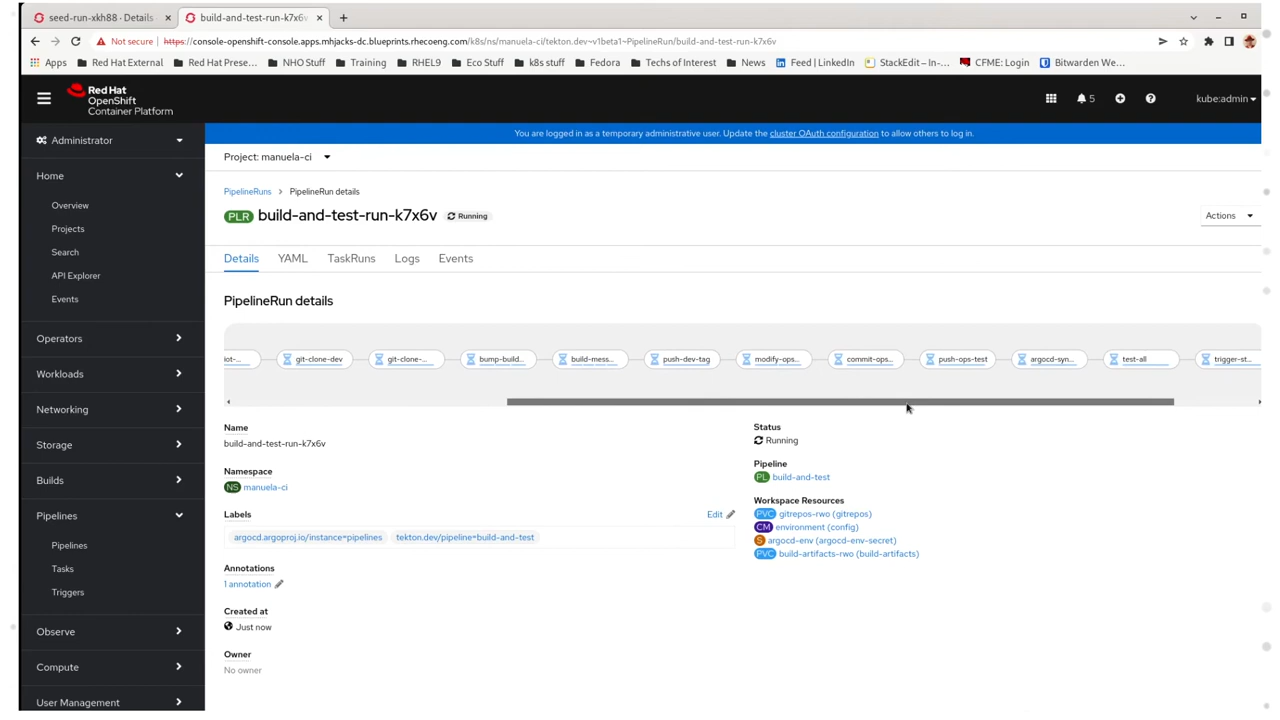 seed-run-xkh88 · Details
build-and-test-run-k7x6v
Not secure https://console-openshift-console.apps.mhjacks-dc.blueprints.rhecoeng.com/k8s/ns/manuela-ci/tekton.dev~v1beta1~PipelineRun/build-and-test-run-k7x6v
Apps Red Hat External Red Hat Prese... NHO Stuff Training RHEL9 Eco Stuff k8s stuff Fedora Techs of Interest News Feed | LinkedIn StackEdit – In-... CFME: Login Bitwarden We...
Red Hat
OpenShift
Container Platform
5
kube:admin
You are logged in as a temporary administrative user. Update the cluster OAuth configuration to allow others to log in.
Administrator
Home
Overview
Projects
Search
API Explorer
Events
Operators
Workloads
Networking
Storage
Builds
Pipelines
Pipelines
Tasks
Triggers
Observe
Compute
User Management
Project: manuela-ci
PipelineRuns > PipelineRun details
PLR build-and-test-run-k7x6v Running
Actions
Details YAML TaskRuns Logs Events
PipelineRun details
iot-... git-clone-dev git-clone-... bump-build... build-mess... push-dev-tag modify-ops... commit-ops... push-ops-test argocd-syn... test-all trigger-st...
Name
build-and-test-run-k7x6v
Namespace
NS manuela-ci
Labels Edit
argocd.argoproj.io/instance=pipelines tekton.dev/pipeline=build-and-test
Annotations
1 annotation
Created at
Just now
Owner
No owner
Status
Running
Pipeline
PL build-and-test
Workspace Resources
PVC gitrepos-rwo (gitrepos)
CM environment (config)
S argocd-env (argocd-env-secret)
PVC build-artifacts-rwo (build-artifacts)